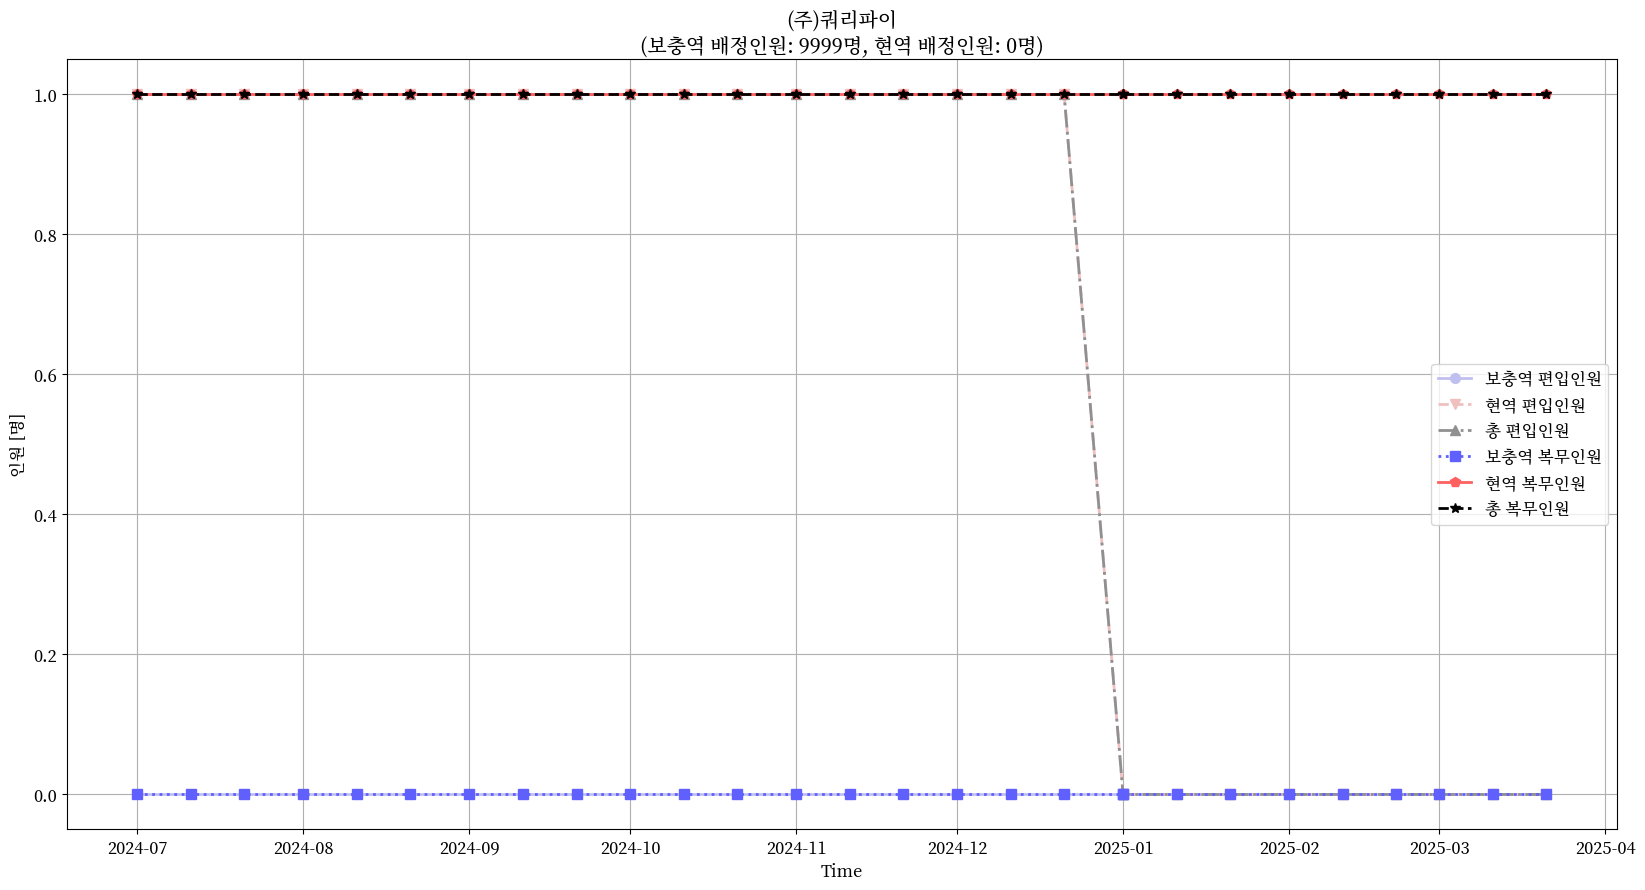 (주)쿼리파이
(보충역 배정인원: 9999명, 현역 배정인원: 0명)
인원 [명]
1.0
0.8
0.6
0.4
0.2
0.0
보충역 편입인원
현역 편입인원
총 편입인원
보충역 복무인원
현역 복무인원
총 복무인원
2024-07
2024-08
2024-09
2024-10
2024-11
2024-12
2025-01
2025-02
2025-03
2025-04
Time